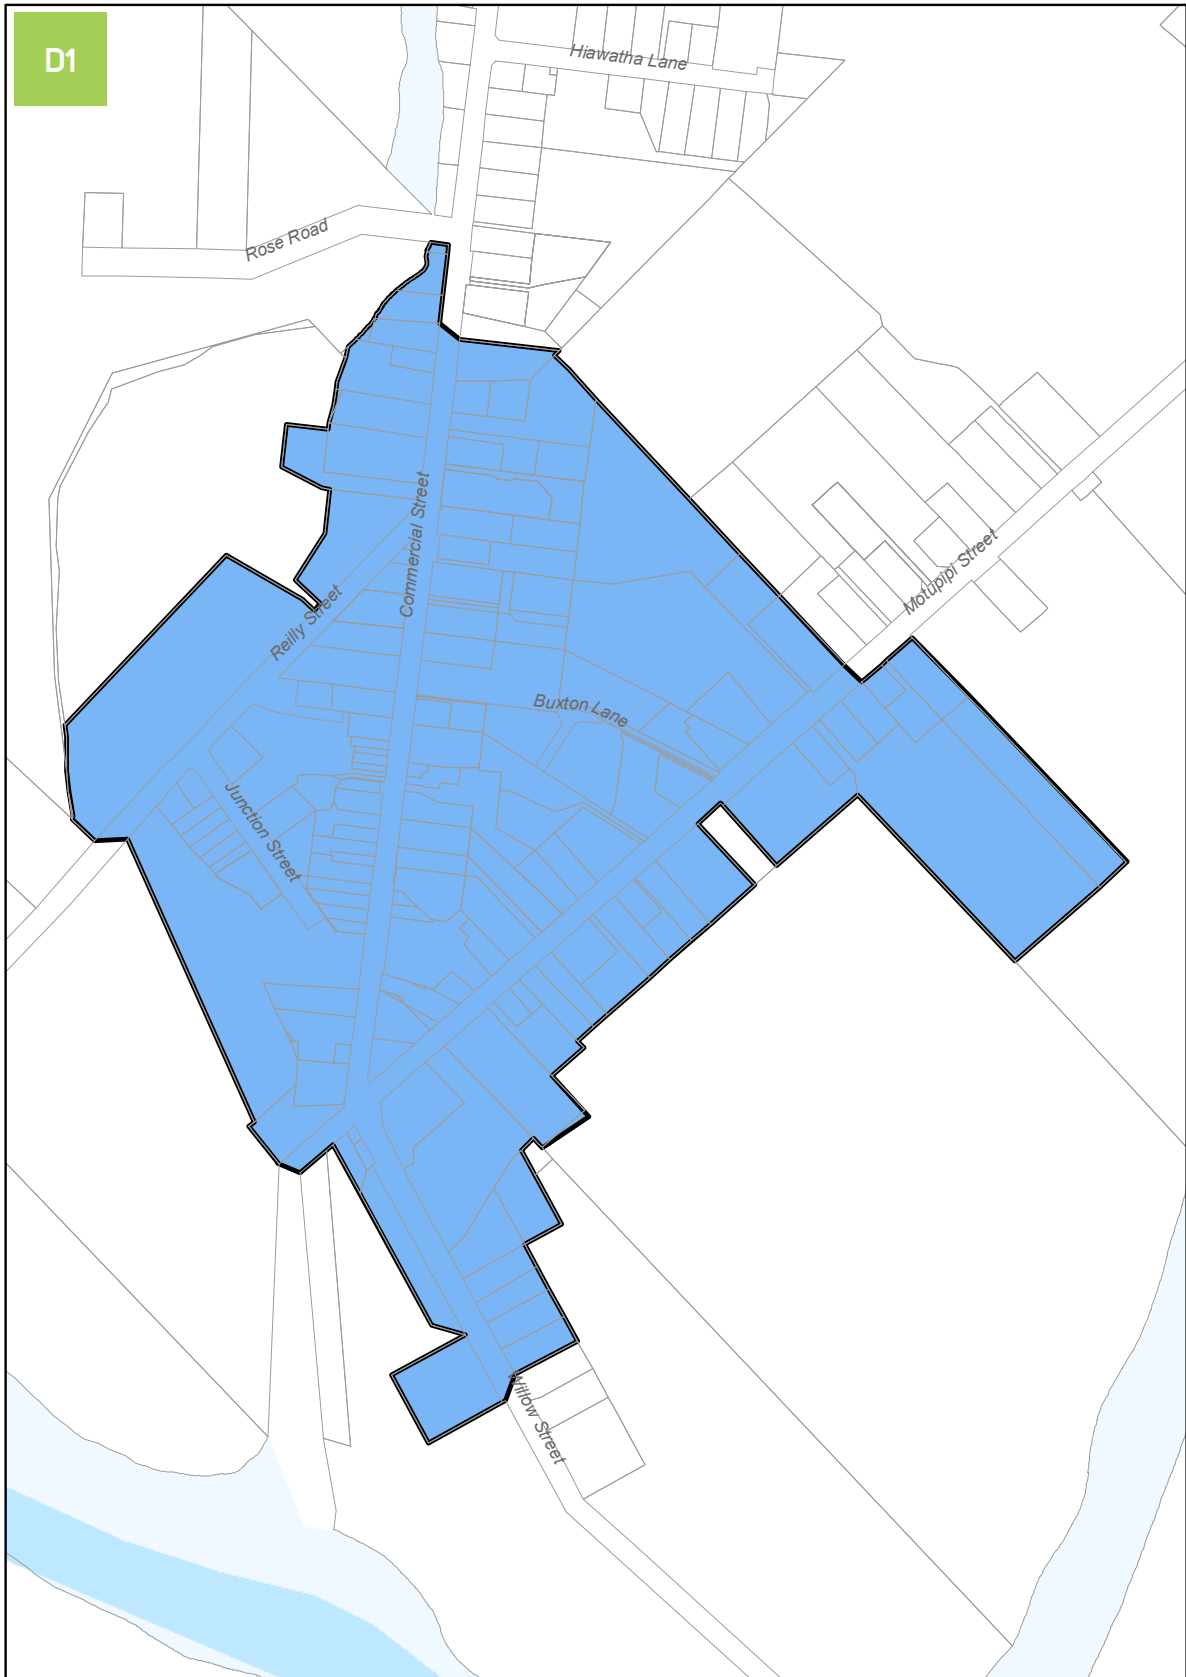 D1
Hiawatha Lane
Rose Road
Commercial Street
Motupipi Street
Reilly Street
Buxton Lane
Junction Street
Willow Street